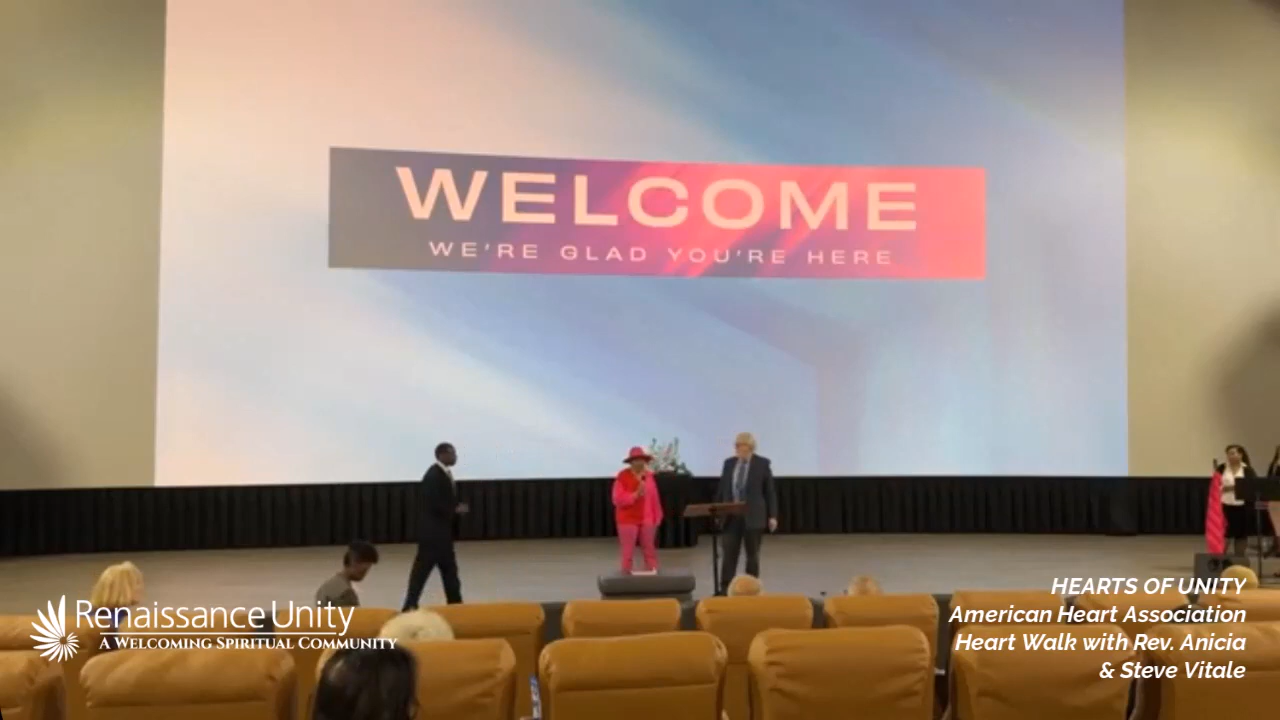 WELCOME
WE'RE GLAD YOU'RE HERE
Renaissance Unity
A Welcoming Spiritual Community
HEARTS OF UNITY
American Heart Association
Heart Walk with Rev. Anicia
& Steve Vitale